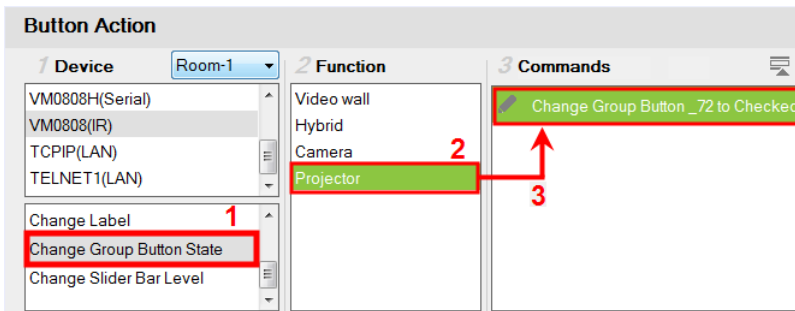 Button Action
1 Device Room-1 2 Function 3 Commands
VM0808H(Serial)
VM0808(IR)
TCPIP(LAN)
TELNET1(LAN)
Change Label 1
Change Group Button State
Change Slider Bar Level
Video wall
Hybrid
Camera 2
Projector
Change Group Button _72 to Checked
3